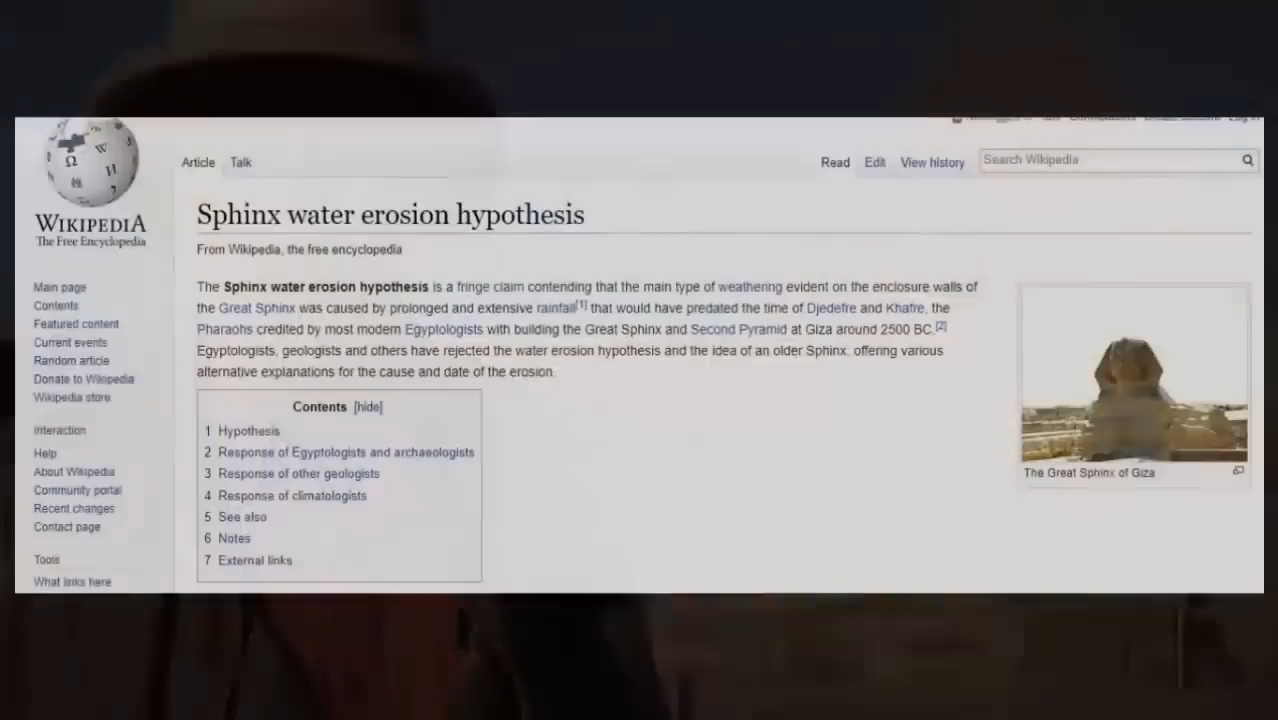 Article Talk
Read Edit View history Search Wikipedia
WIKIPEDIA
The Free Encyclopedia
Main page
Contents
Featured content
Current events
Random article
Donate to Wikipedia
Wikipedia store
Interaction
Help
About Wikipedia
Community portal
Recent changes
Contact page
Tools
What links here
Sphinx water erosion hypothesis
From Wikipedia, the free encyclopedia
The Sphinx water erosion hypothesis is a fringe claim contending that the main type of weathering evident on the enclosure walls of
the Great Sphinx was caused by prolonged and extensive rainfall[1] that would have predated the time of Djedefre and Khafre, the
Pharaohs credited by most modern Egyptologists with building the Great Sphinx and Second Pyramid at Giza around 2500 BC.[2]
Egyptologists, geologists and others have rejected the water erosion hypothesis and the idea of an older Sphinx, offering various
alternative explanations for the cause and date of the erosion.
Contents [hide]
1 Hypothesis
2 Response of Egyptologists and archaeologists
3 Response of other geologists
4 Response of climatologists
5 See also
6 Notes
7 External links
The Great Sphinx of Giza